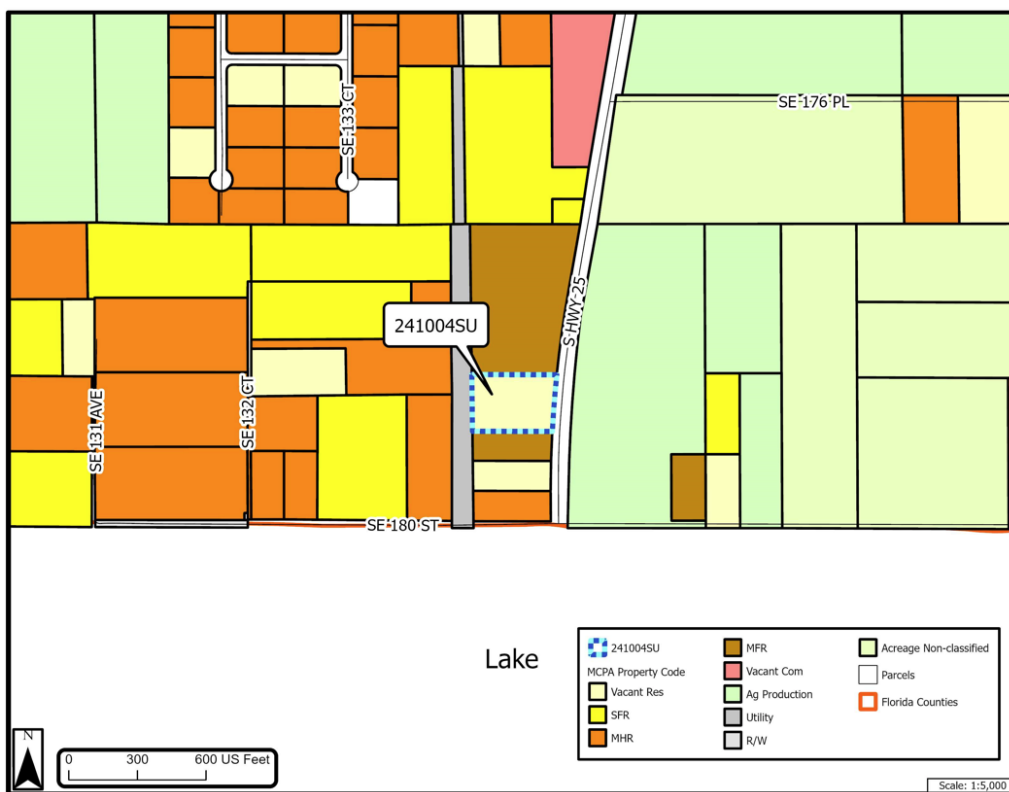 SE 176 PL
SE 133 CT
S HWY 25
241004SU
SE 131 AVE
SE 132 CT
SE 180 ST
Lake
241004SU
MCPA Property Code
Vacant Res
SFR
MHR
MFR
Vacant Com
Ag Production
Utility
R/W
Acreage Non-classified
Parcels
Florida Counties
N
0 300 600 US Feet
Scale: 1:5,000